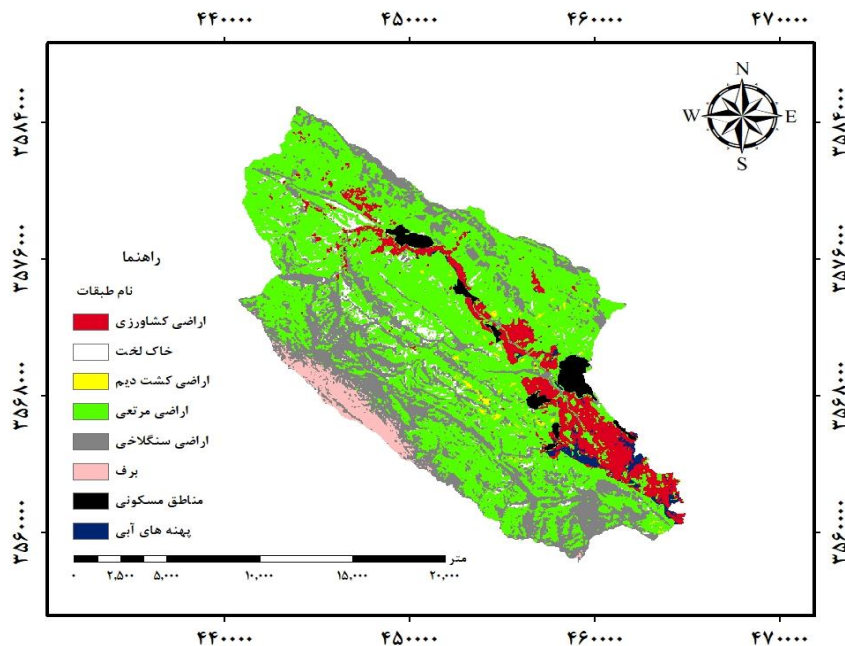 ۴۴۰۰۰۰ ۴۵۰۰۰۰ ۴۶۰۰۰۰ ۴۷۰۰۰۰
N
W E
S
۳۵۸۴۰۰۰ ۳۵۸۴۰۰۰
۳۵۷۶۰۰۰ ۳۵۷۶۰۰۰
۳۵۶۸۰۰۰ ۳۵۶۸۰۰۰
۳۵۶۰۰۰۰ ۳۵۶۰۰۰۰
راهنما
نام طبقات
اراضی کشاورزی
خاک لخت
اراضی کشت دیم
اراضی مرتعی
اراضی سنگلاخی
برف
مناطق مسکونی
پهنه های آبی
متر
۰ ۲,۵۰۰ ۵,۰۰۰ ۱۰,۰۰۰ ۱۵,۰۰۰ ۲۰,۰۰۰
۴۴۰۰۰۰ ۴۵۰۰۰۰ ۴۶۰۰۰۰ ۴۷۰۰۰۰